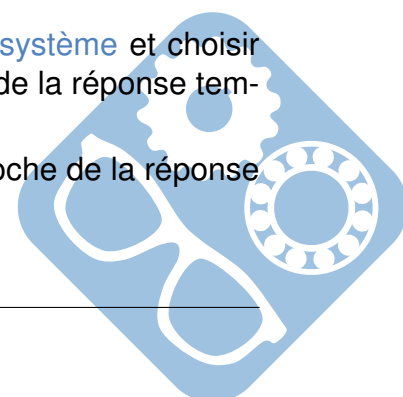 système et choisir
de la réponse tem-
oche de la réponse